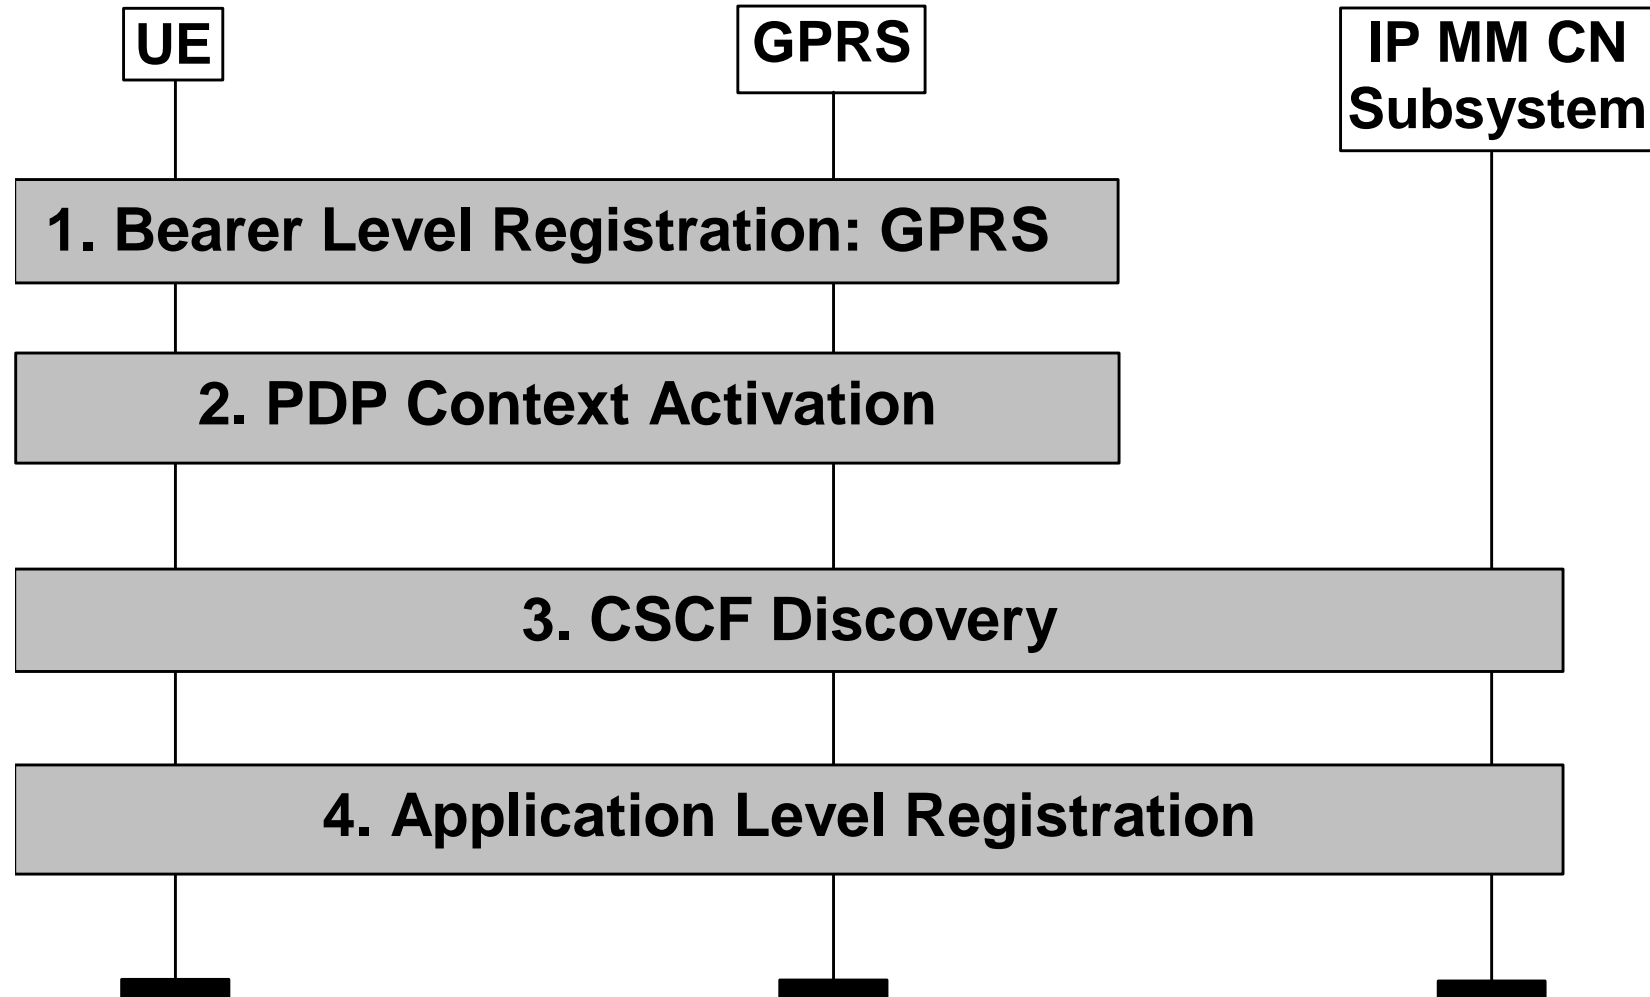 UE
GPRS
IP MM CN
Subsystem
1. Bearer Level Registration: GPRS
2. PDP Context Activation
3. CSCF Discovery
4. Application Level Registration